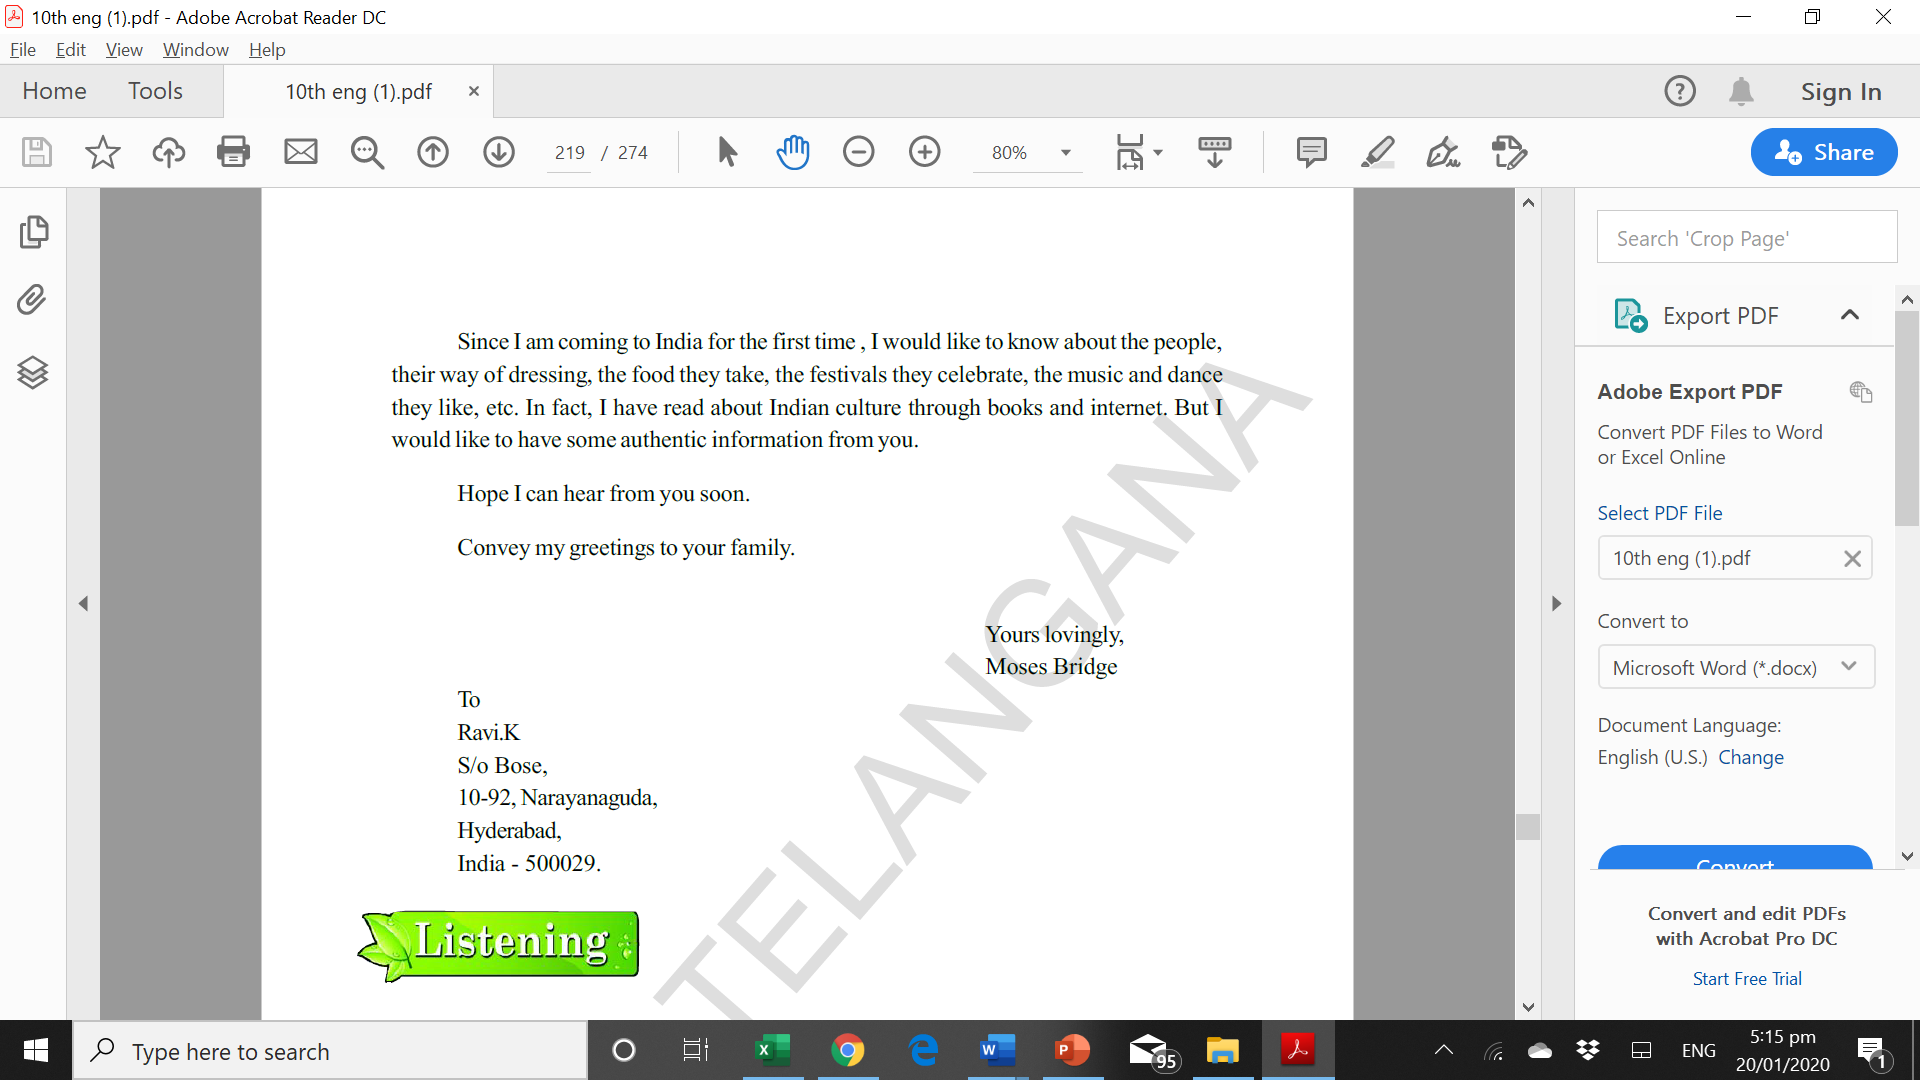 10th eng (1).pdf - Adobe Acrobat Reader DC
File Edit View Window Help
Home Tools 10th eng (1).pdf × Sign In
219 / 274 80% Share
Since I am coming to India for the first time , I would like to know about the people,
their way of dressing, the food they take, the festivals they celebrate, the music and dance
they like, etc. In fact, I have read about Indian culture through books and internet. But I
would like to have some authentic information from you.
Hope I can hear from you soon.
Convey my greetings to your family.
Yours lovingly,
Moses Bridge
To
Ravi.K
S/o Bose,
10-92, Narayanaguda,
Hyderabad,
India - 500029.
Listening
TELANGANA
Search 'Crop Page'
Export PDF
Adobe Export PDF
Convert PDF Files to Word
or Excel Online
Select PDF File
10th eng (1).pdf
Convert to
Microsoft Word (*.docx)
Document Language:
English (U.S.) Change
Convert
Convert and edit PDFs
with Acrobat Pro DC
Start Free Trial
Type here to search
95
ENG
5:15 pm
20/01/2020
1